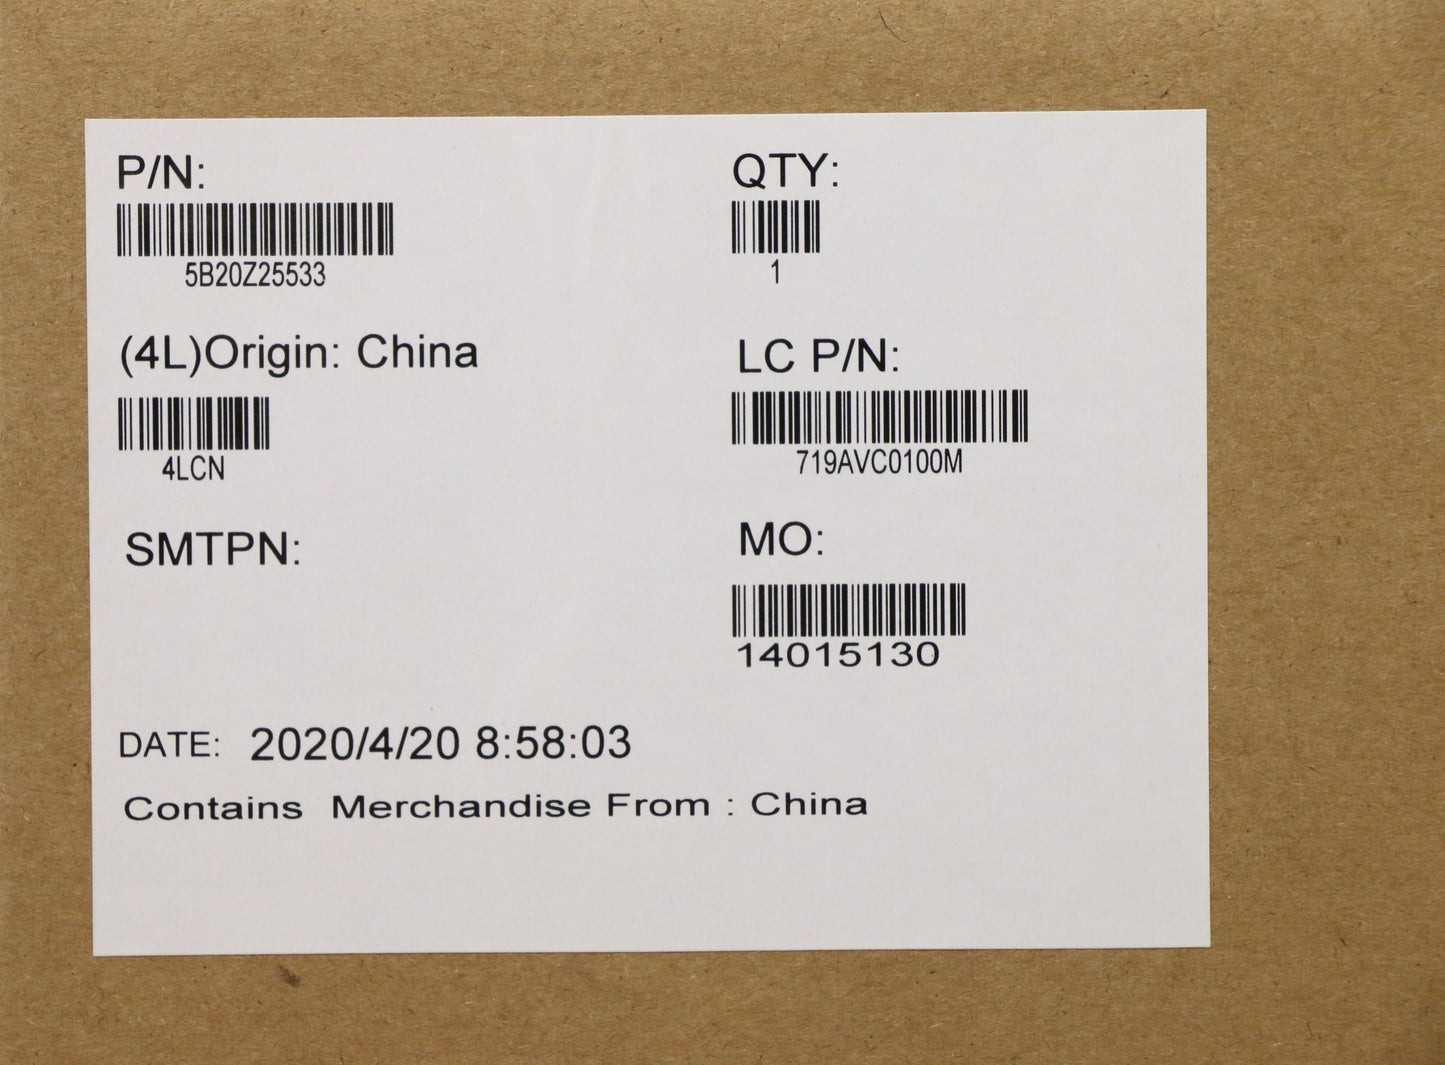 P/N:
QTY:
5B20Z25533
1
(4L)Origin: China
LC P/N:
4LCN
719AVC0100M
SMTPN:
MO:
14015130
DATE: 2020/4/20 8:58:03
Contains Merchandise From : China